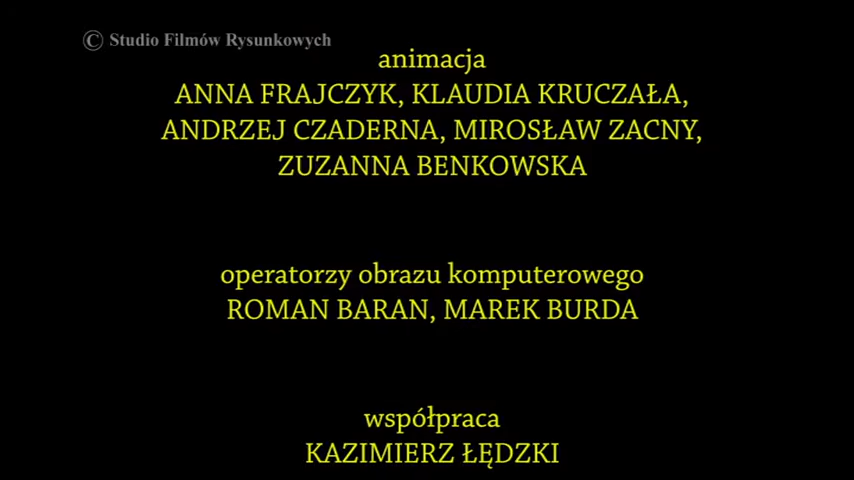 © Studio Filmów Rysunkowych
animacja
ANNA FRAJCZYK, KLAUDIA KRUCZAŁA,
ANDRZEJ CZADERNA, MIROSŁAW ZACNY,
ZUZANNA BENKOWSKA
operatorzy obrazu komputerowego
ROMAN BARAN, MAREK BURDA
współpraca
KAZIMIERZ ŁĘDZKI